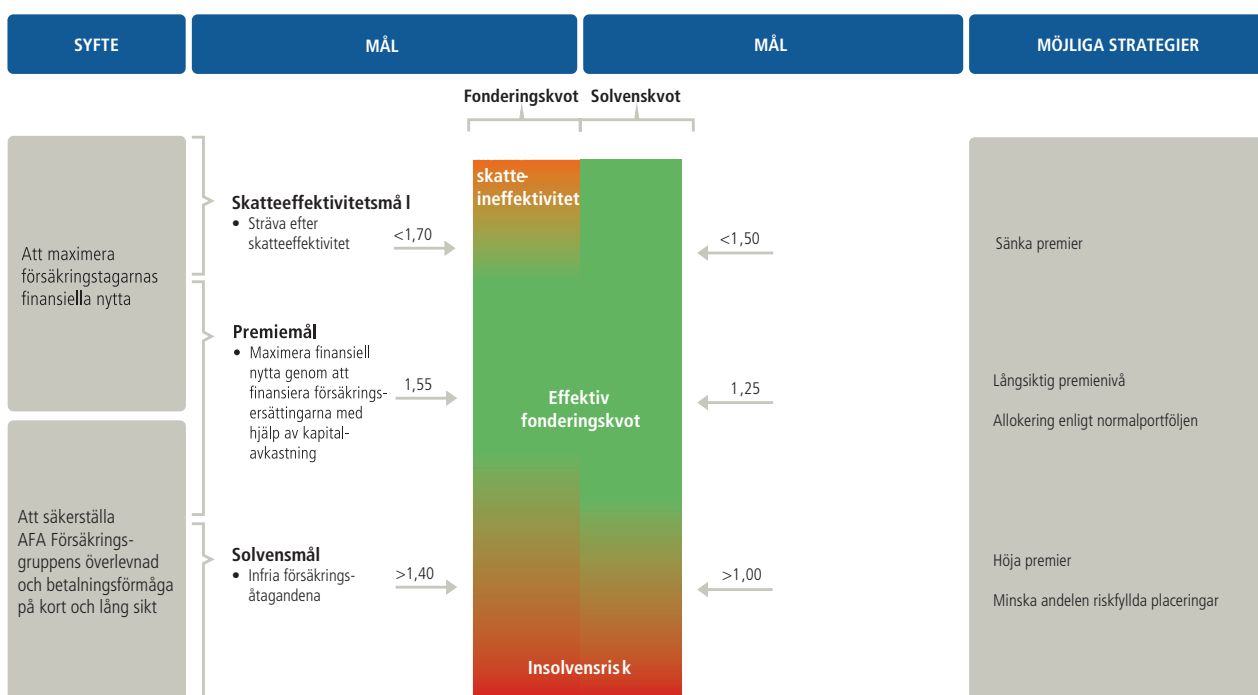 SYFTE
MÅL
MÅL
MÖJLIGA STRATEGIER
Fonderingskvot
Solvenskvot
Att maximera
försäkringstagarnas
finansiella nytta
Att säkerställa
AFA Försäkrings-
gruppens överlevnad
och betalningsförmåga
på kort och lång sikt
Skatteeffektivitetsmå l
• Sträva efter
skatteeffektivitet
<1,70
Premiemål
• Maximera finansiell
nytta genom att
finansiera försäkrings-
ersättingarna med
hjälp av kapital-
avkastning
1,55
Solvensmål
• Infria försäkrings-
åtagandena
>1,40
skatte-
ineffektivitet
Effektiv
fonderingskvot
Insolvensrisk
<1,50
1,25
>1,00
Sänka premier
Långsiktig premienivå
Allokering enligt normalportföljen
Höja premier
Minska andelen riskfyllda placeringar